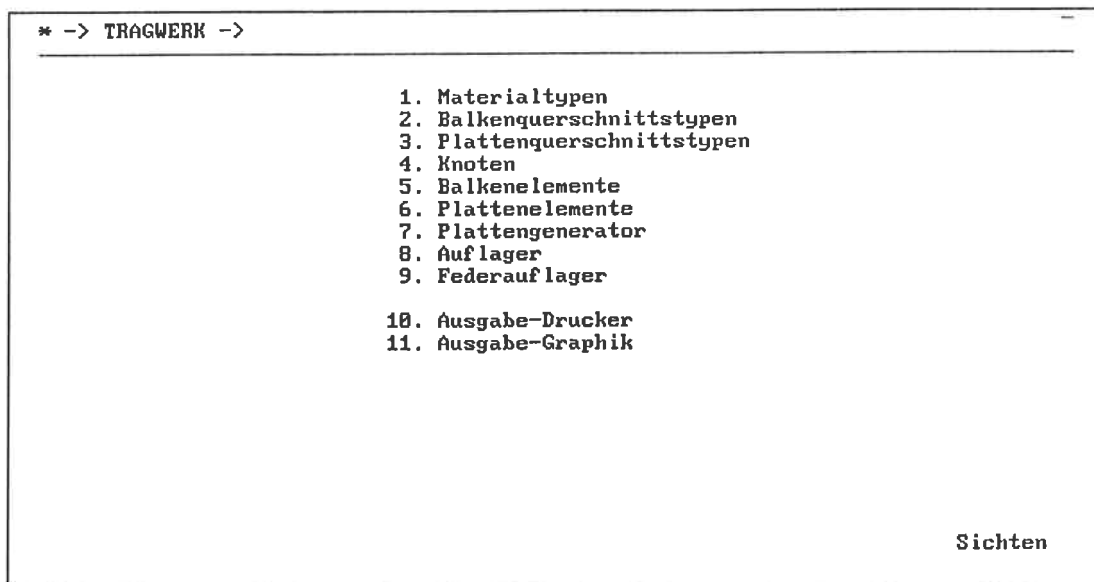 * -> TRAGWERK ->
1. Materialtypen
2. Balkenquerschnittstypen
3. Plattenquerschnittstypen
4. Knoten
5. Balkenelemente
6. Plattenelemente
7. Plattengenerator
8. Auflager
9. Federauflager
10. Ausgabe-Drucker
11. Ausgabe-Graphik
Sichten